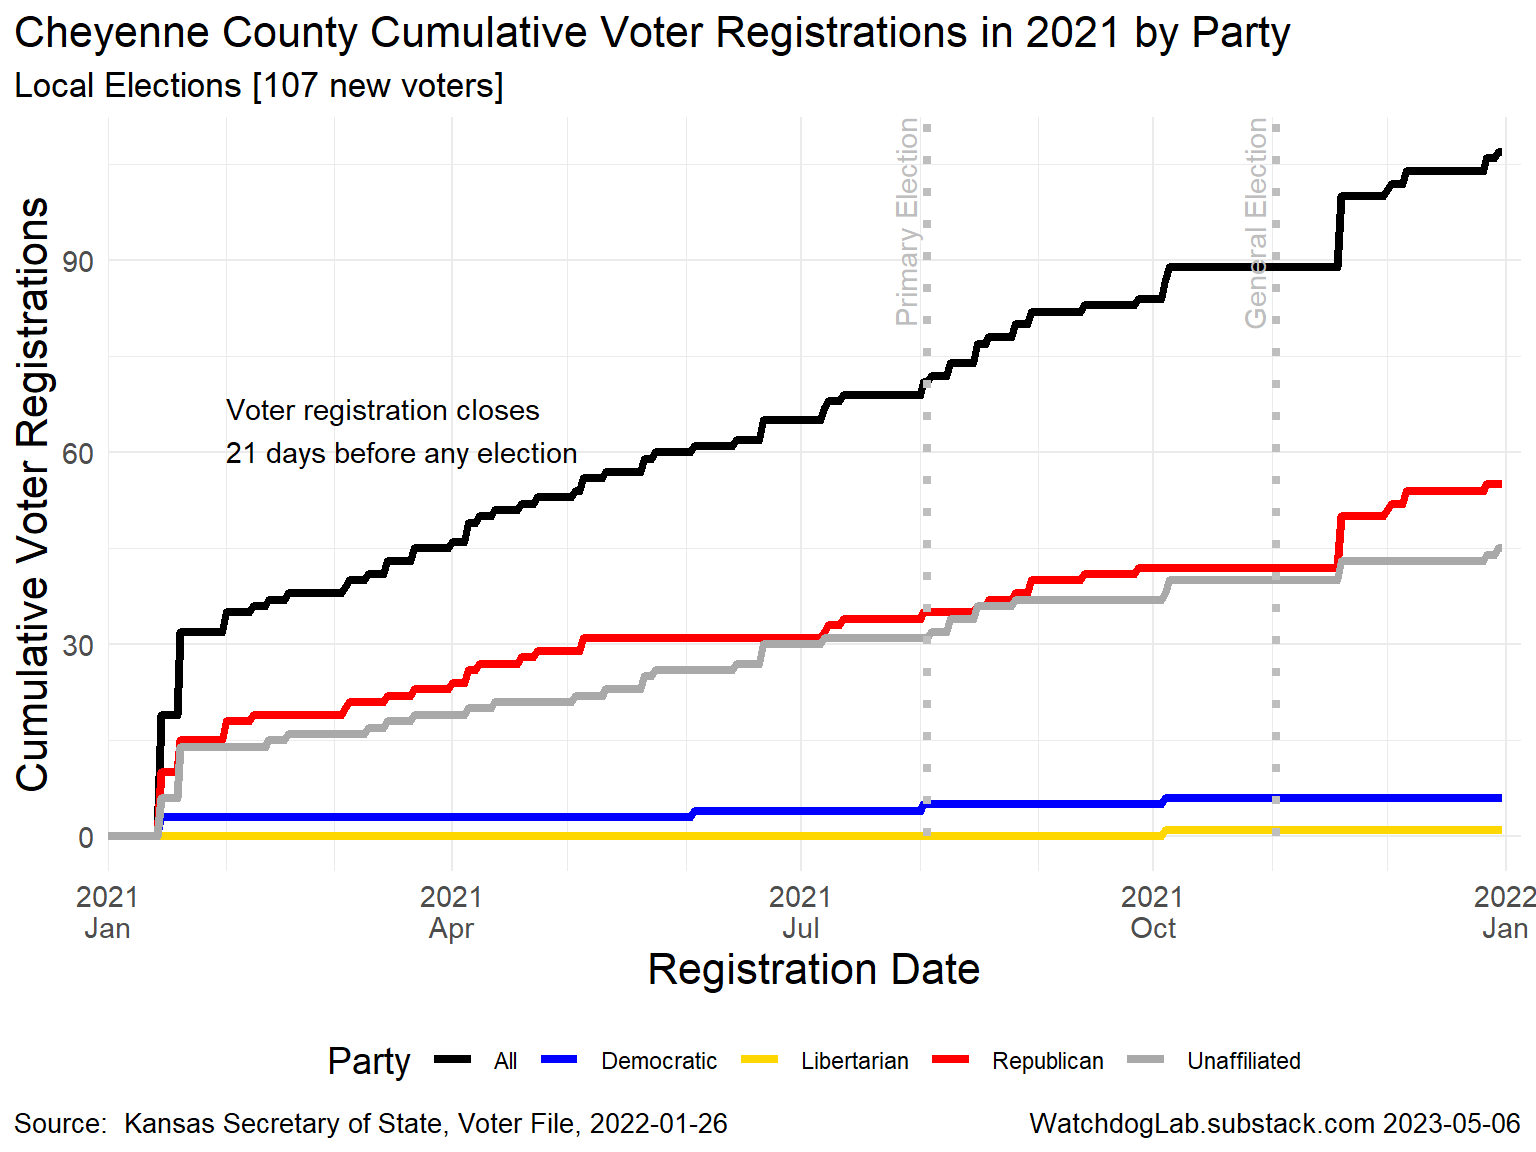 Cheyenne County Cumulative Voter Registrations in 2021 by Party
Local Elections [107 new voters]
Cumulative Voter Registrations
90
60
30
0
Primary Election
General Election
Voter registration closes
21 days before any election
2021
Jan
2021
Apr
2021
Jul
2021
Oct
2022
Jan
Registration Date
Party
All
Democratic
Libertarian
Republican
Unaffiliated
Source:  Kansas Secretary of State, Voter File, 2022-01-26
WatchdogLab.substack.com 2023-05-06